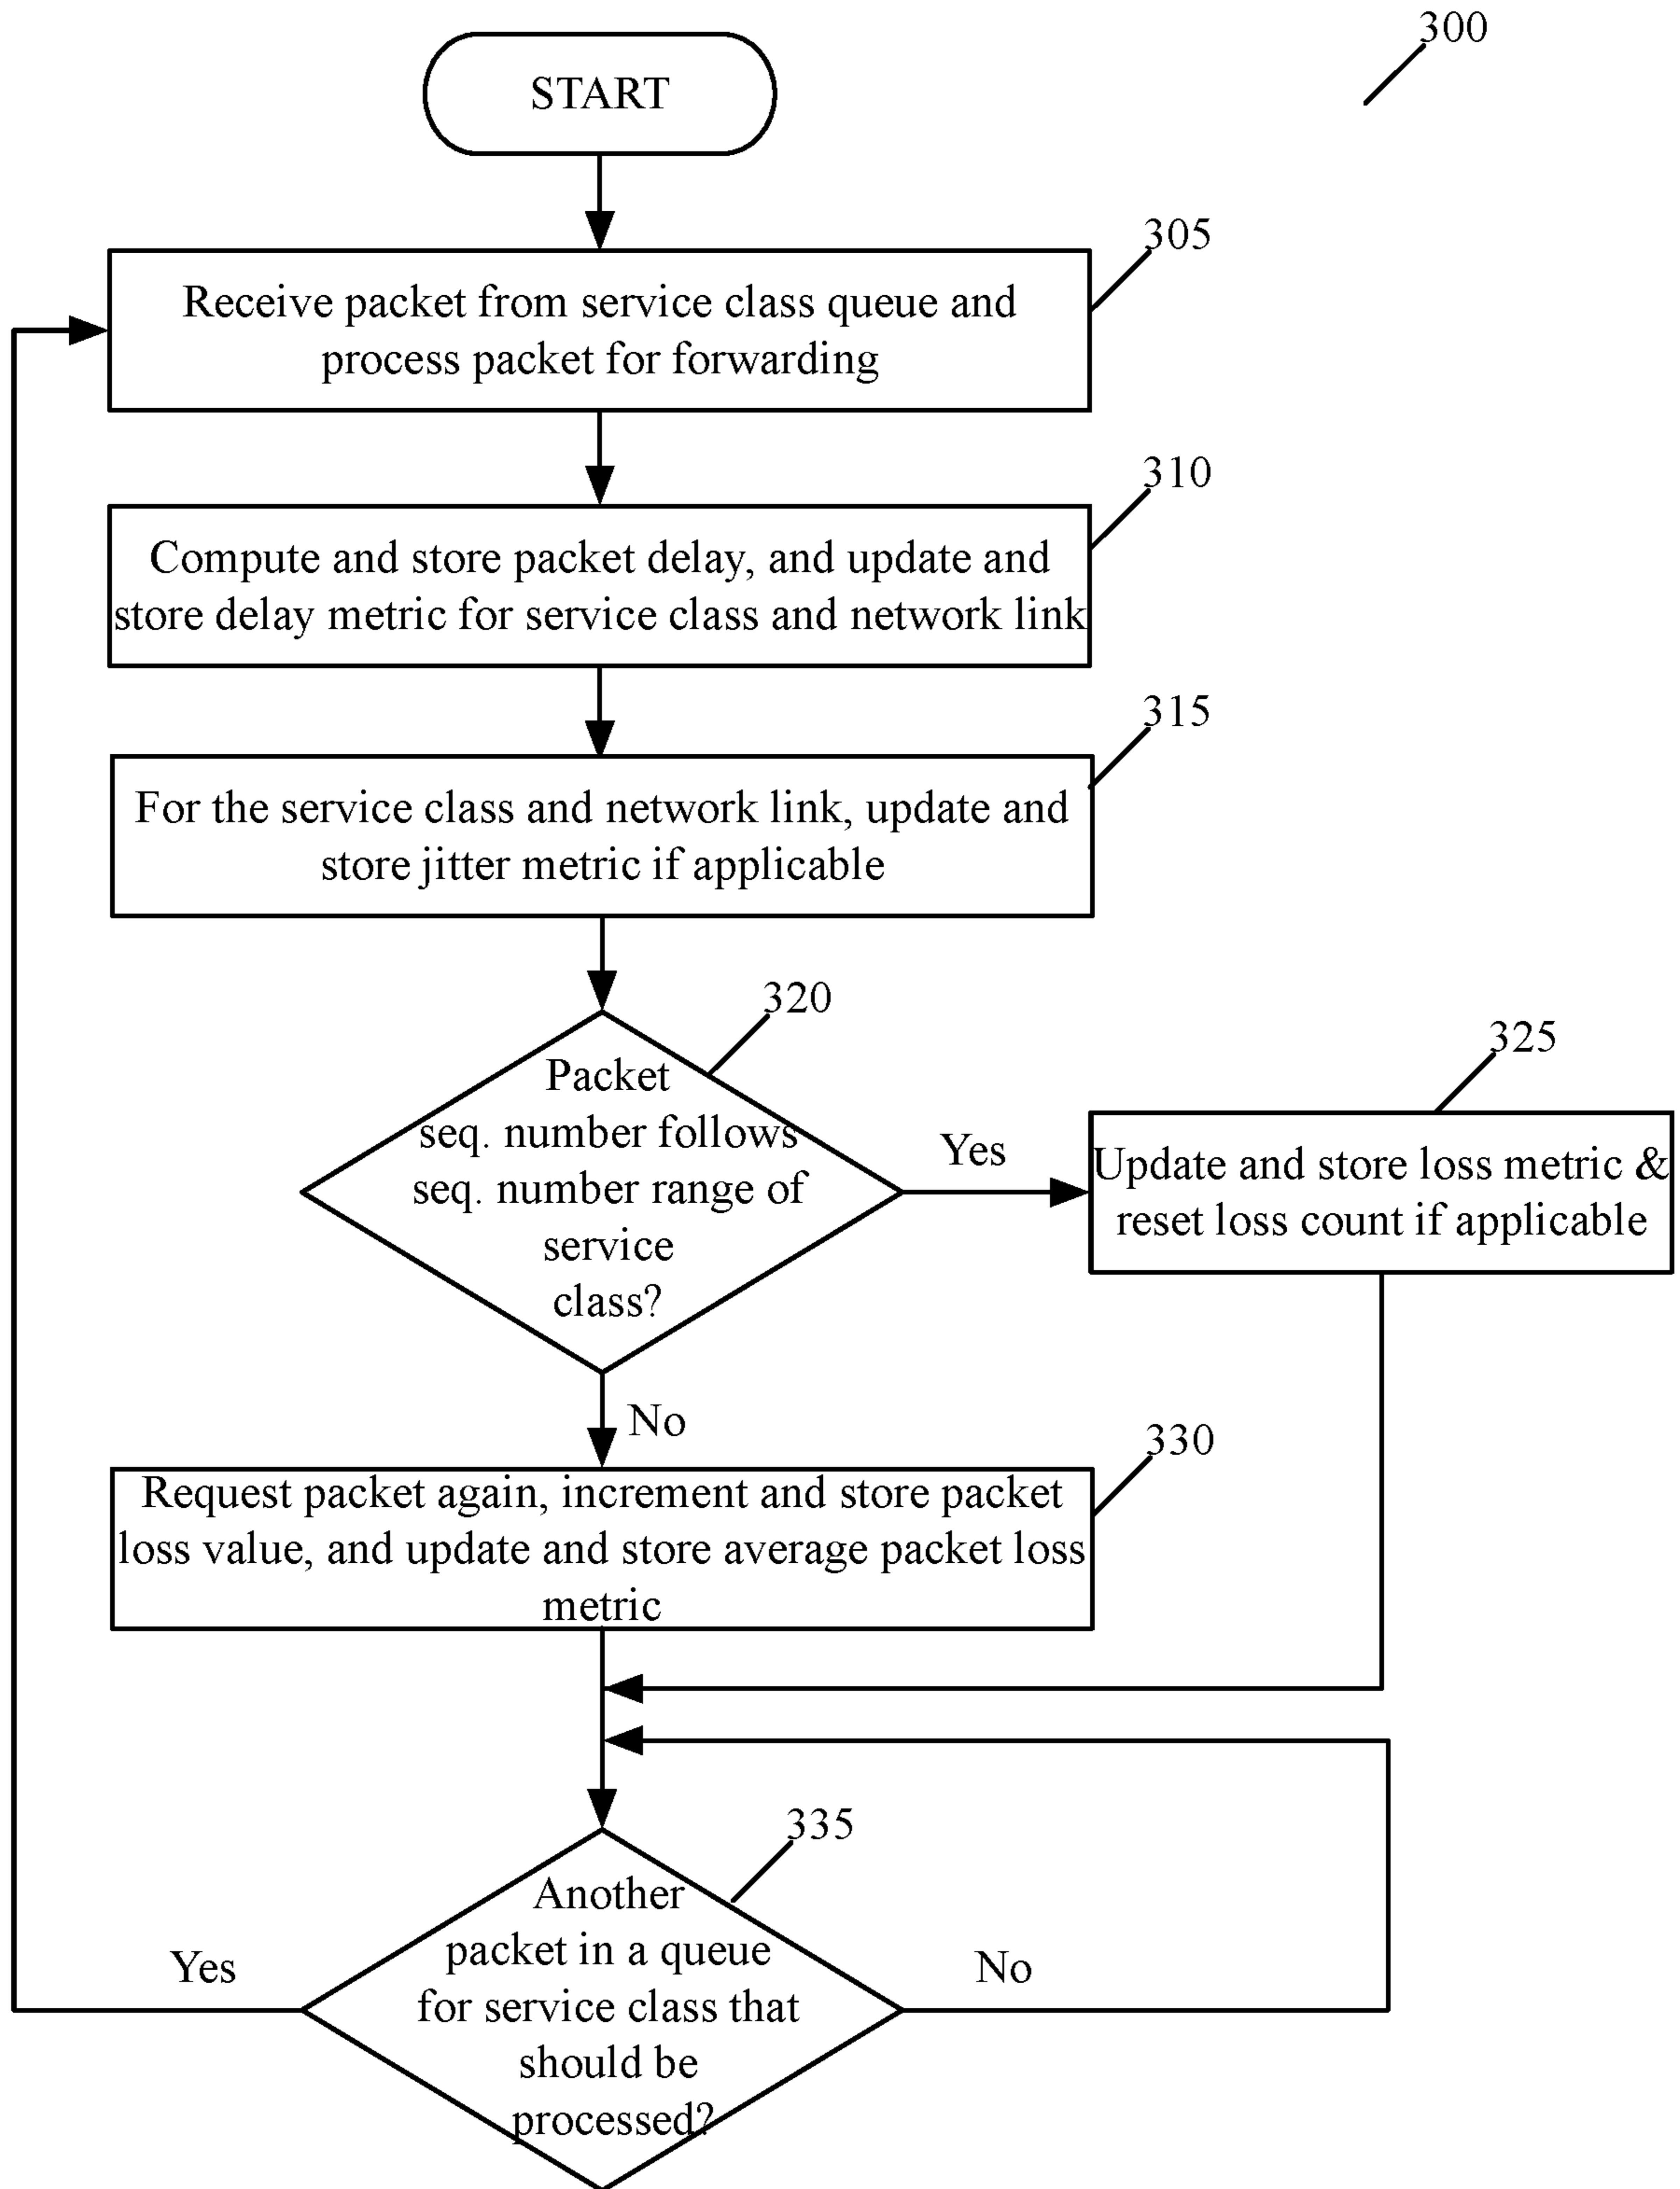 300
START
305
Receive packet from service class queue and
process packet for forwarding
310
Compute and store packet delay, and update and
store delay metric for service class and network link
315
For the service class and network link, update and
store jitter metric if applicable
320
Packet
seq. number follows
seq. number range of
service
class?
Yes
325
Update and store loss metric &
reset loss count if applicable
No
330
Request packet again, increment and store packet
loss value, and update and store average packet loss
metric
335
Another
packet in a queue
for service class that
should be
processed?
Yes
No